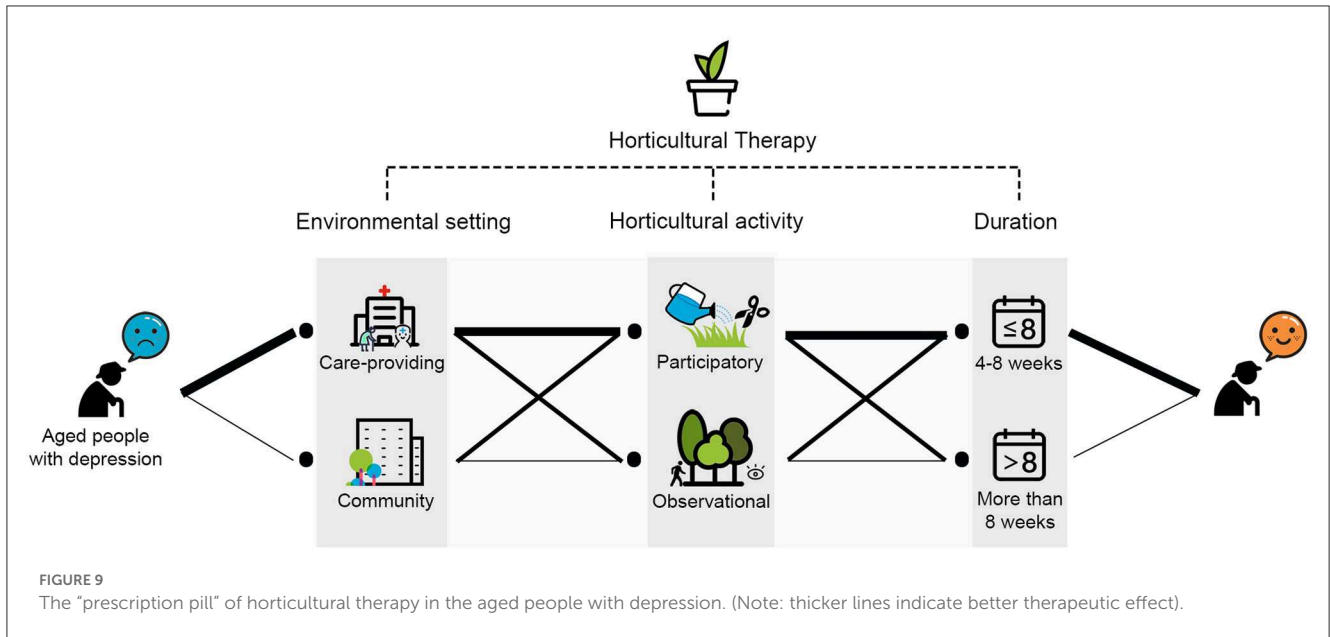 Horticultural Therapy
Environmental setting
Horticultural activity
Duration
Aged people
with depression
Care-providing
Community
Participatory
Observational
≤8
4-8 weeks
>8
More than
8 weeks
FIGURE 9
The “prescription pill” of horticultural therapy in the aged people with depression. (Note: thicker lines indicate better therapeutic effect).